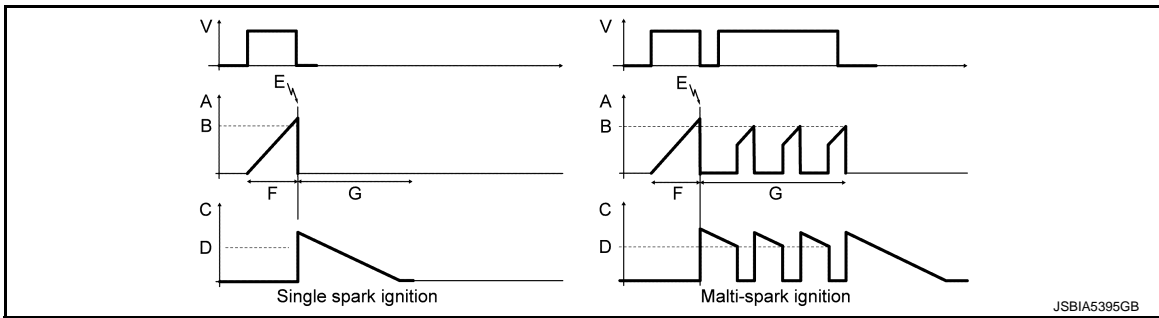 V
E
A
B
F
G
C
D
Single spark ignition
V
E
A
B
F
G
C
D
Malti-spark ignition
JSBIA5395GB